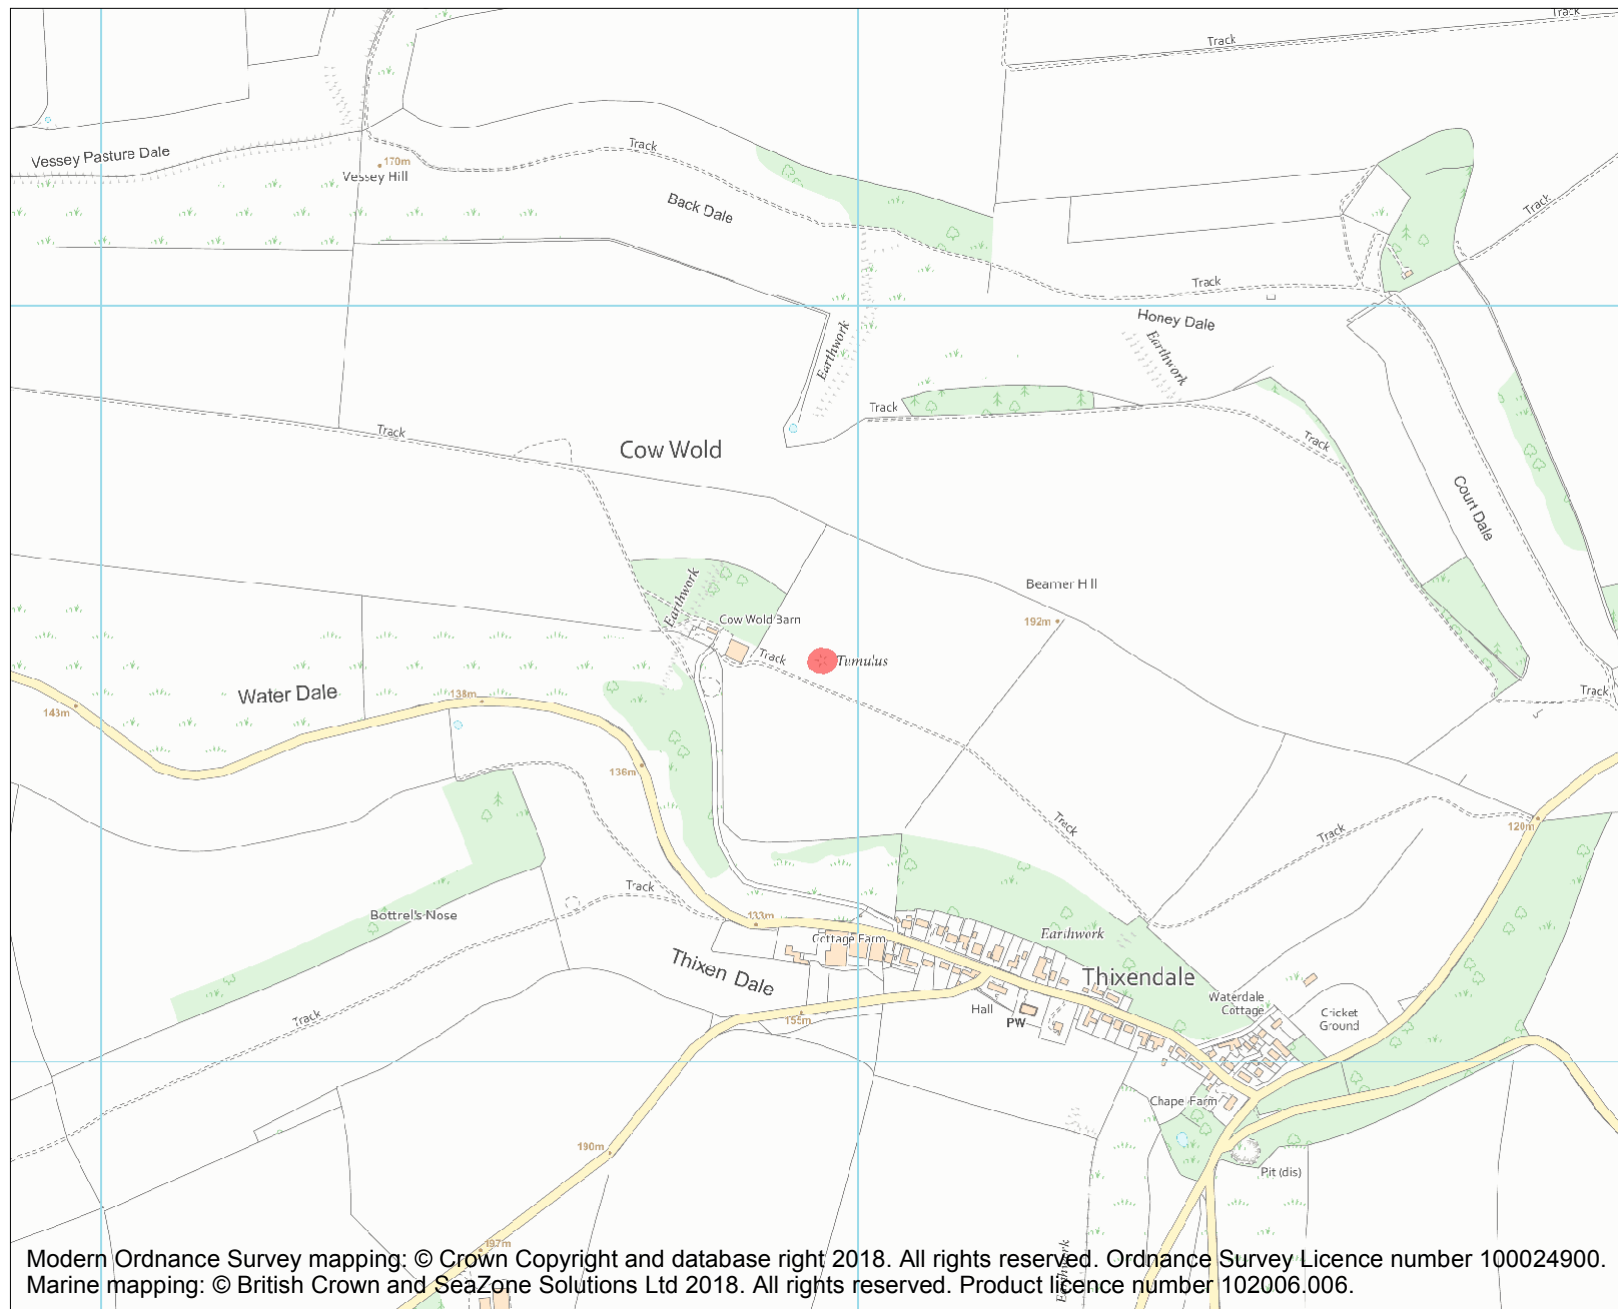 Track
Track
Vessey Pasture Dale
170m
Vessey Hill
Track
Back Dale
Track
Track
Honey Dale
Earthwork
Earthwork
Track
Track
Track
Cow Wold
Court Dale
Earthwork
Beamer Hill
192m
Cow Wold Barn
Track
Tumulus
Track
Water Dale
138m
143m
136m
Track
Track
120m
Track
Bottrel's Nose
133m
Cottage Farm
Earthwork
Thixen Dale
Thixendale
Waterdale
Cottage
Hall
PW
Cricket
Ground
155m
Track
Chapel Farm
190m
Pit (dis)
197m
Earthwork
Modern Ordnance Survey mapping: © Crown Copyright and database right 2018. All rights reserved. Ordnance Survey Licence number 100024900.
Marine mapping: © British Crown and SeaZone Solutions Ltd 2018. All rights reserved. Product licence number 102006.006.